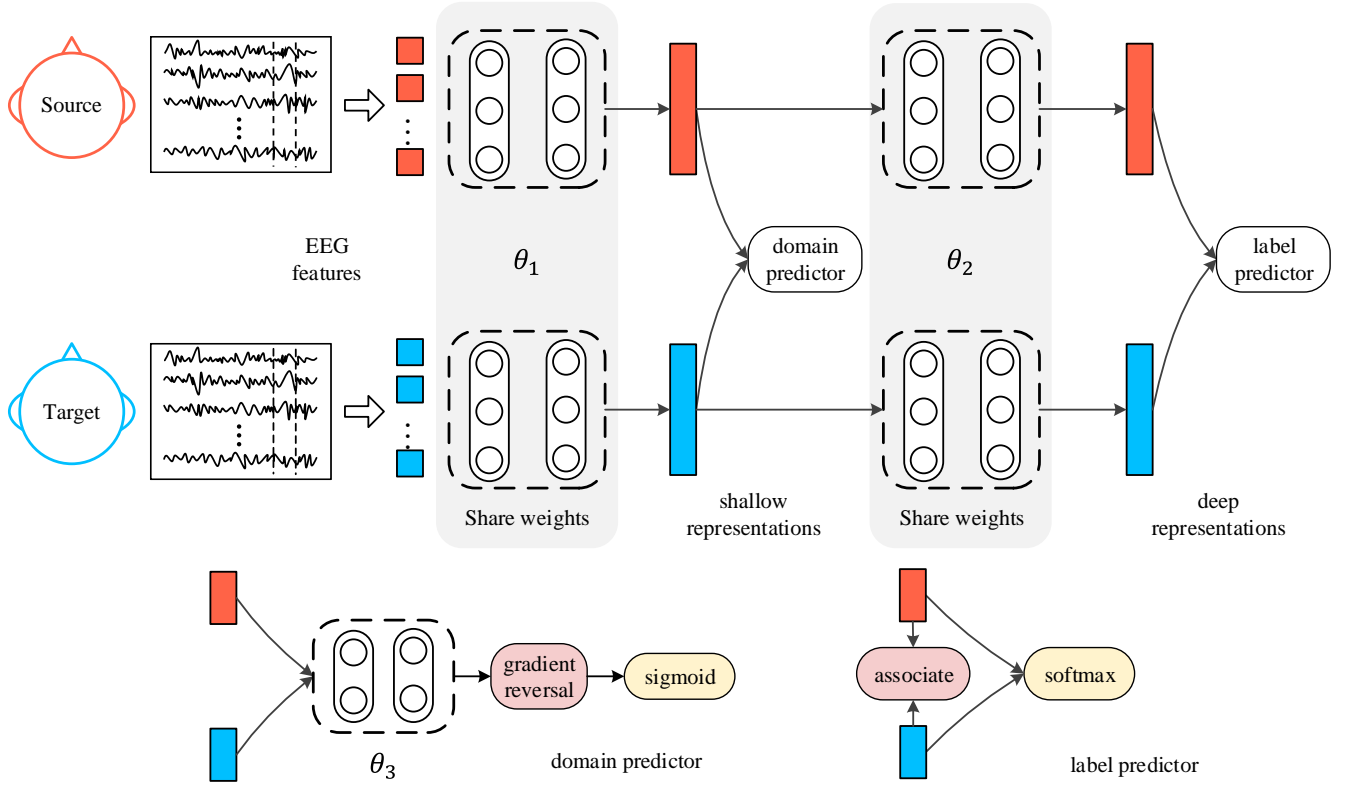 Source
EEG
features
θ₁
domain
predictor
θ₂
label
predictor
Target
Share weights
shallow
representations
Share weights
deep
representations
gradient
reversal
sigmoid
θ₃
domain predictor
associate
softmax
label predictor